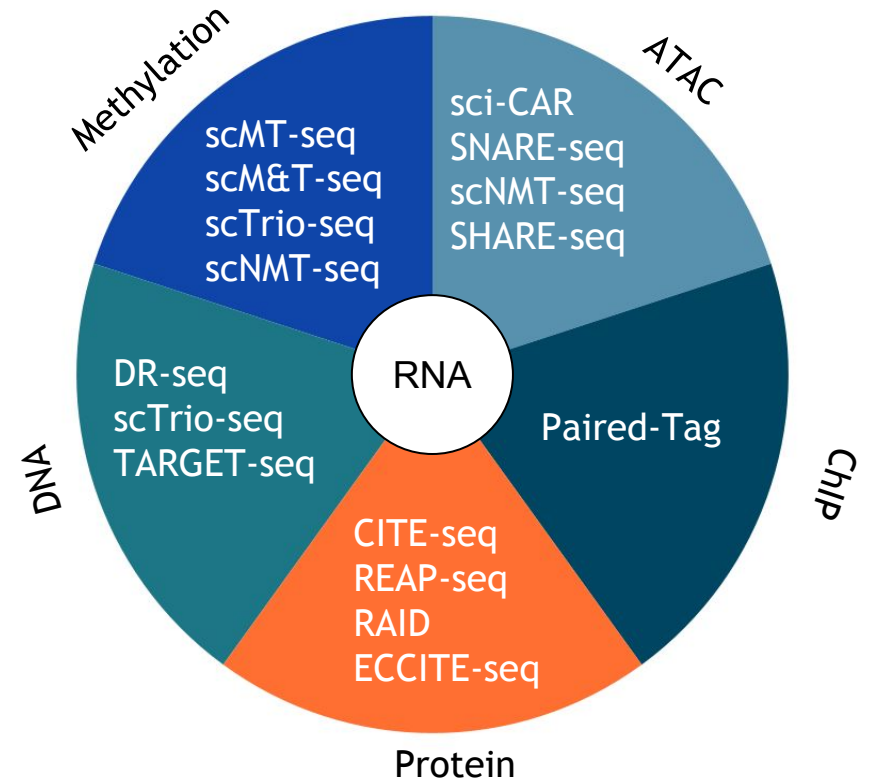 Methylation
scMT-seq
scM&T-seq
scTrio-seq
scNMT-seq
ATAC
sci-CAR
SNARE-seq
scNMT-seq
SHARE-seq
RNA
DNA
DR-seq
scTrio-seq
TARGET-seq
Paired-Tag
ChIP
CITE-seq
REAP-seq
RAID
ECCITE-seq
Protein